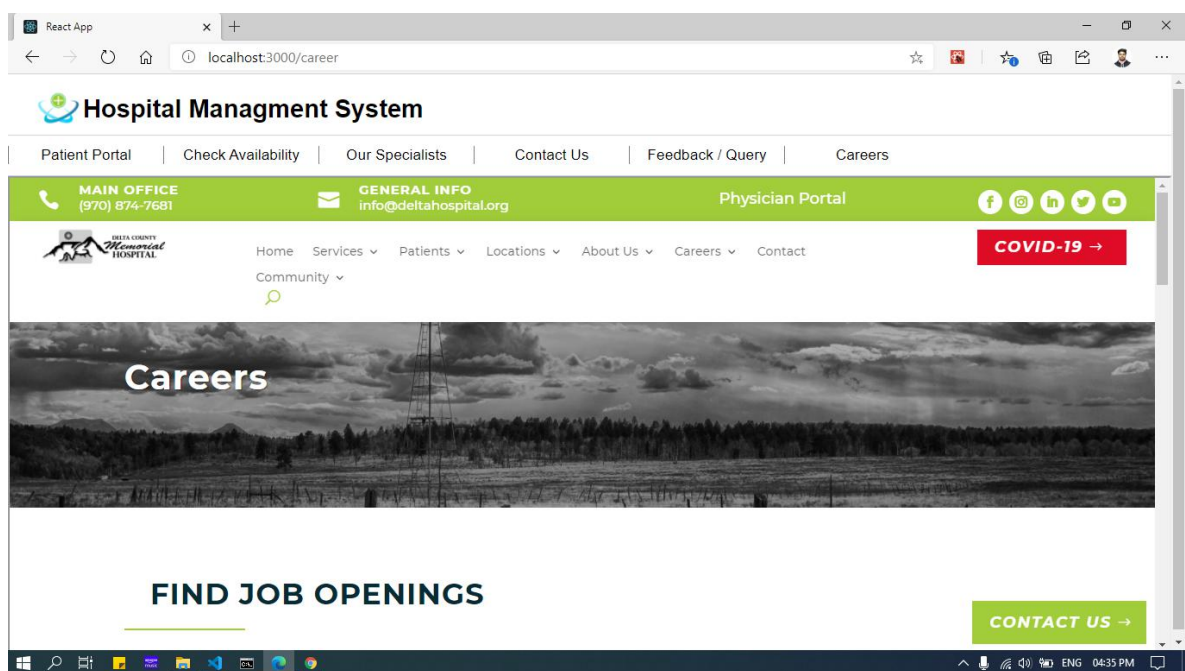 React App
localhost:3000/career
Hospital Managment System
Patient Portal Check Availability Our Specialists Contact Us Feedback / Query Careers
MAIN OFFICE GENERAL INFO Physician Portal
(970) 874-7681 info@deltahospital.org
DELTA COUNTY
Memorial
HOSPITAL
Home Services Patients Locations About Us Careers Contact
COVID-19 →
Community
Careers
FIND JOB OPENINGS
CONTACT US →
ENG 04:35 PM